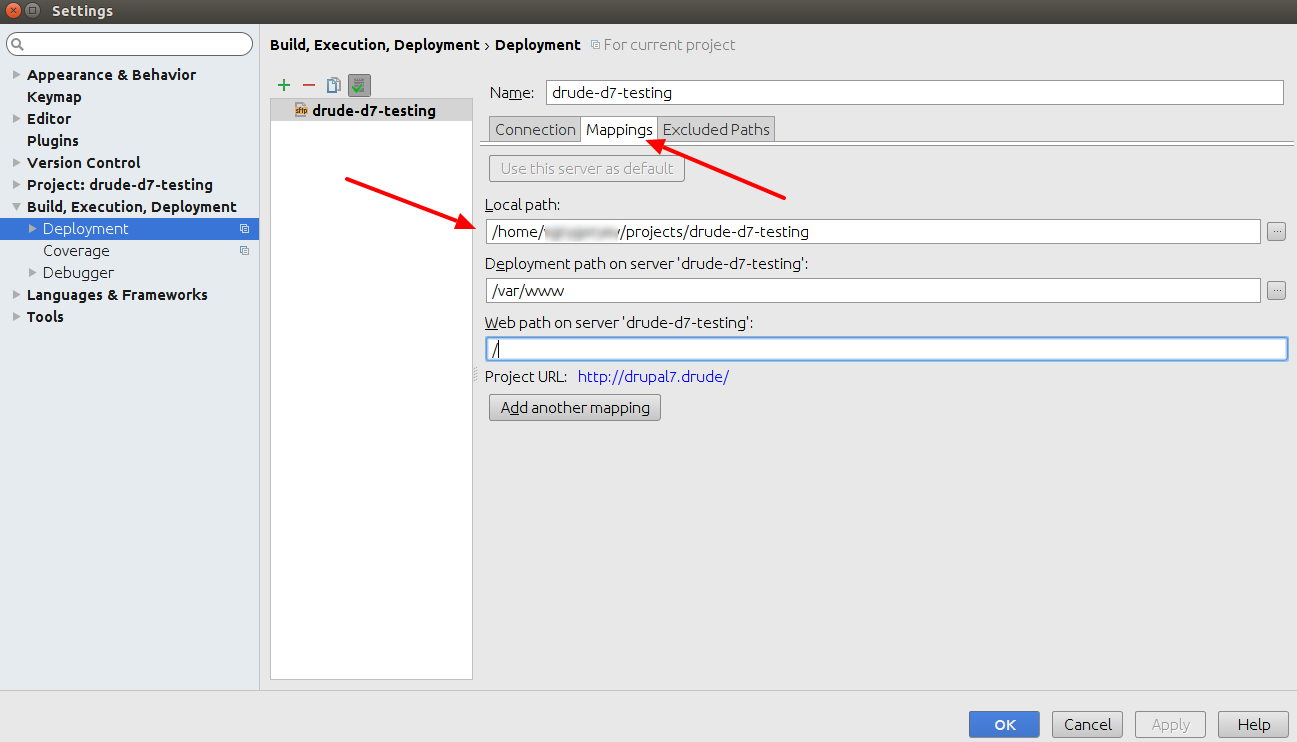 Settings
Build, Execution, Deployment › Deployment For current project
Appearance & Behavior
Keymap
Editor
Plugins
Version Control
Project: drude-d7-testing
Build, Execution, Deployment
Deployment
Coverage
Debugger
Languages & Frameworks
Tools
sftp drude-d7-testing
Name: drude-d7-testing
Connection Mappings Excluded Paths
Use this server as default
Local path:
/home/ /projects/drude-d7-testing
...
Deployment path on server 'drude-d7-testing':
/var/www
...
Web path on server 'drude-d7-testing':
/
Project URL: http://drupal7.drude/
Add another mapping
OK Cancel Apply Help